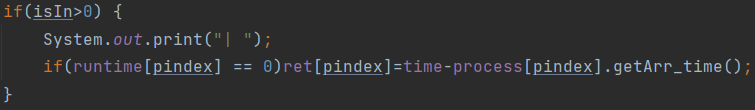 if(isIn>0) {
System.out.print("| ");
if(runtime[pindex] == 0)ret[pindex]=time-process[pindex].getArr_time();
}